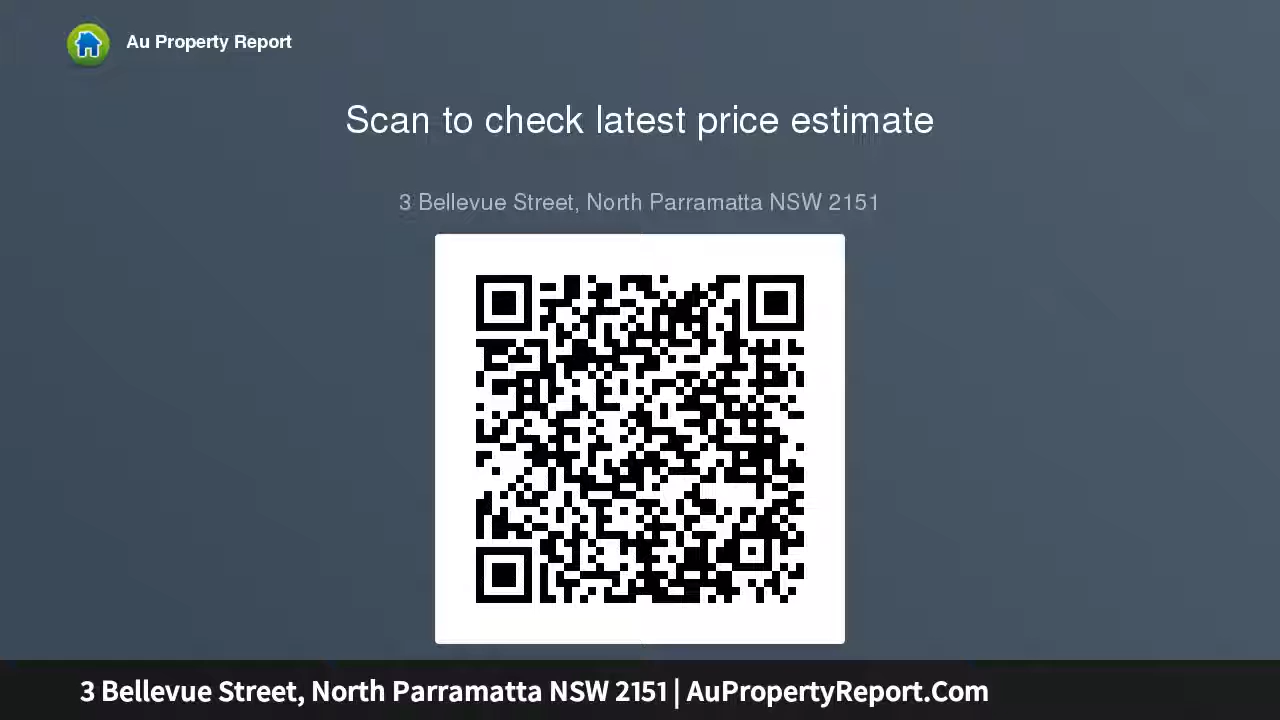 Au Property Report
Scan to check latest price estimate
3 Bellevue Street, North Parramatta NSW 2151
3 Bellevue Street, North Parramatta NSW 2151 | AuPropertyReport.Com